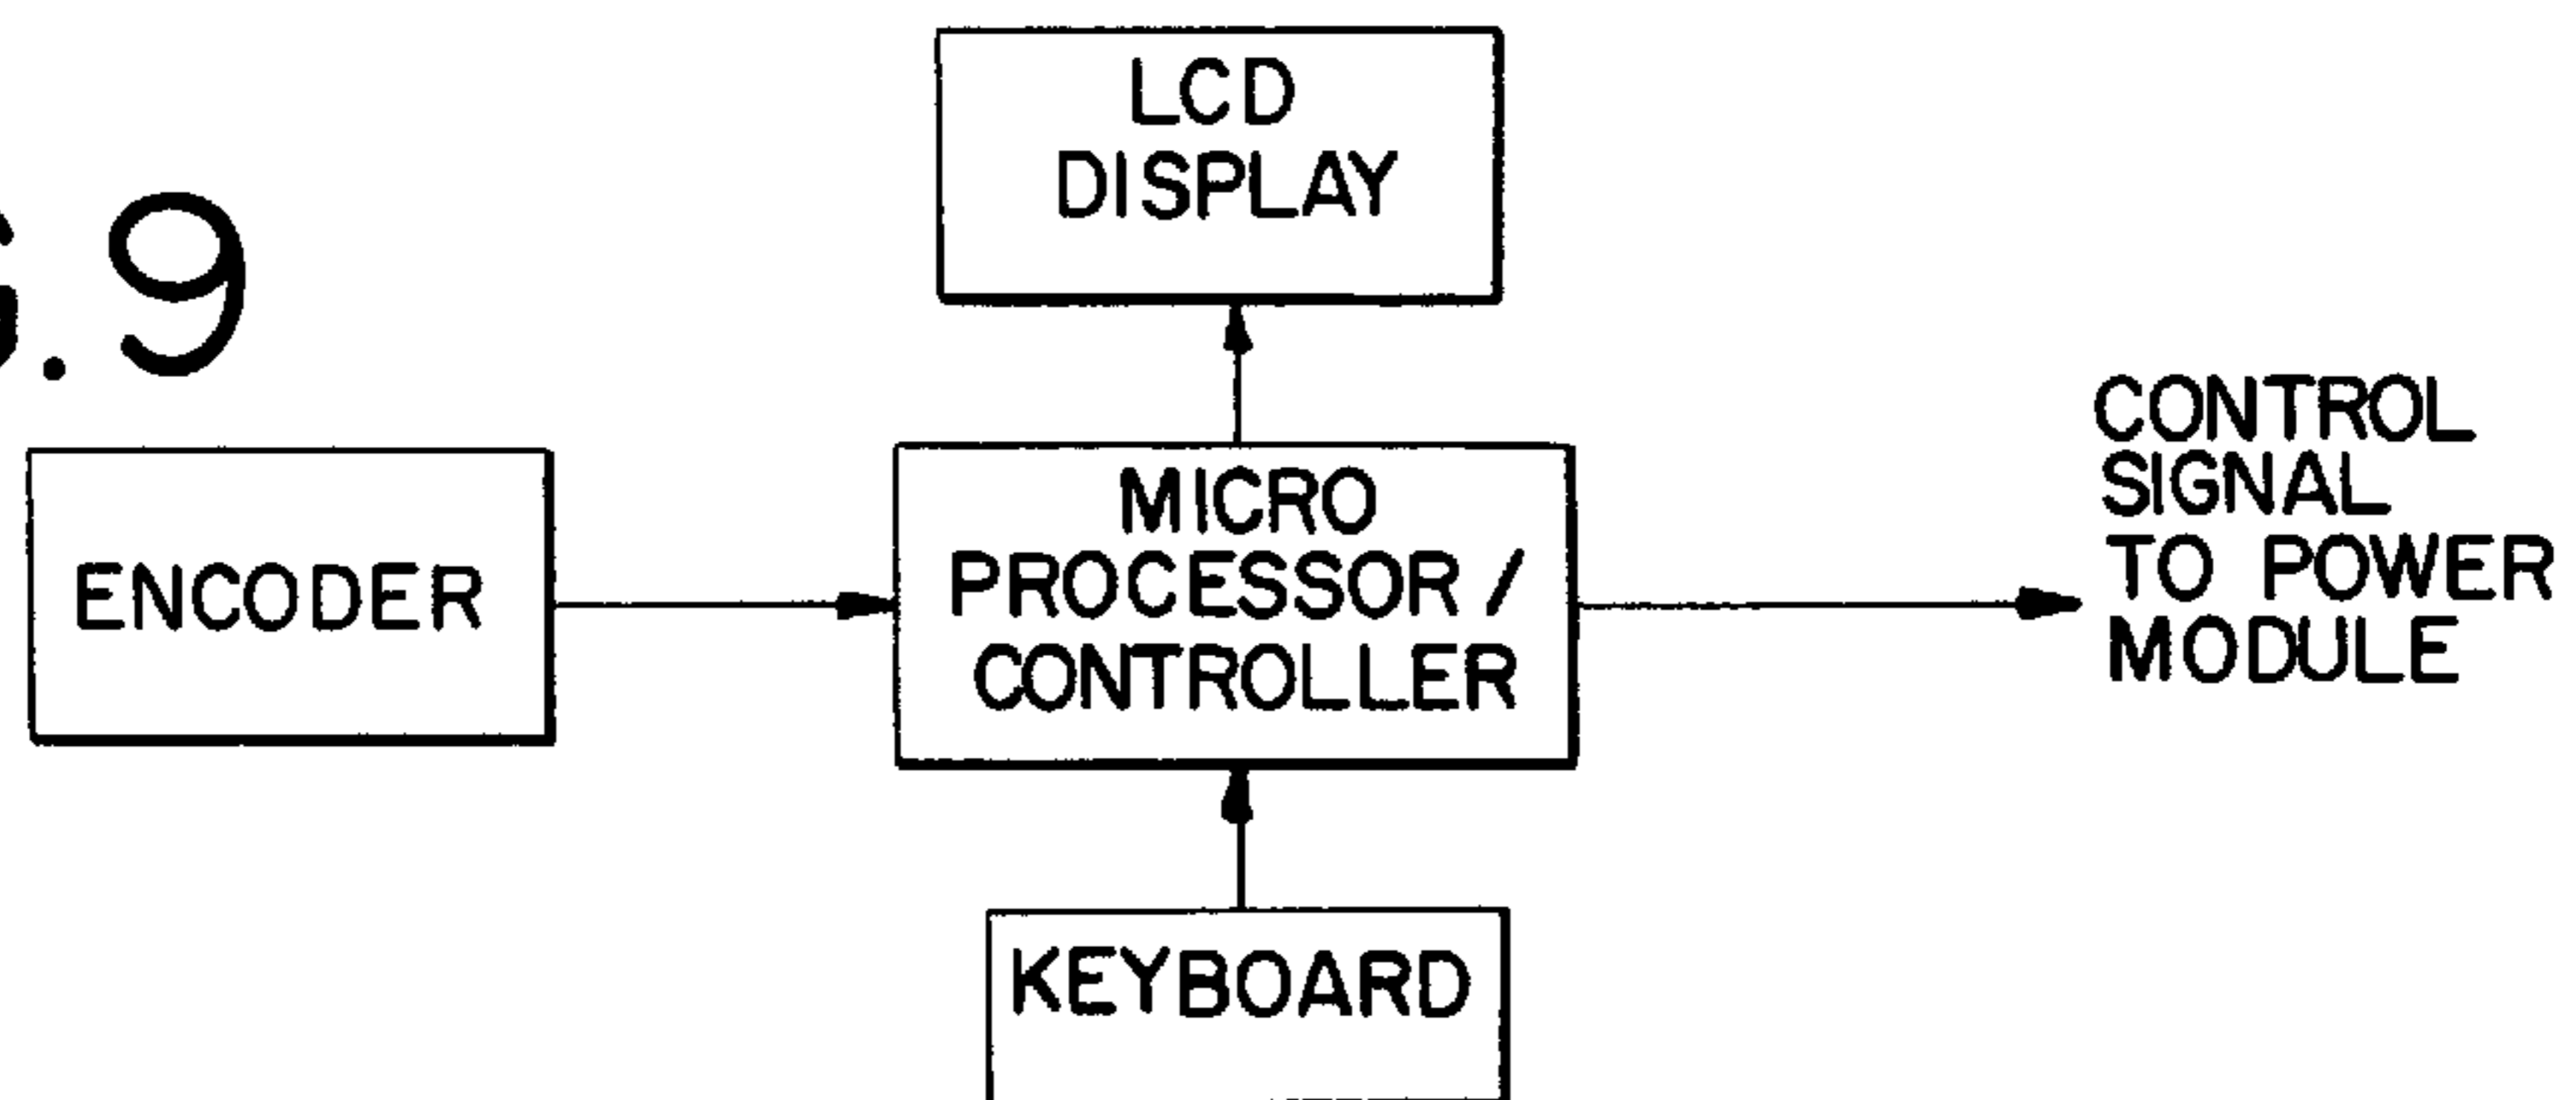 LCD
DISPLAY
.9
ENCODER
MICRO
PROCESSOR /
CONTROLLER
CONTROL
SIGNAL
TO POWER
MODULE
KEYBOARD